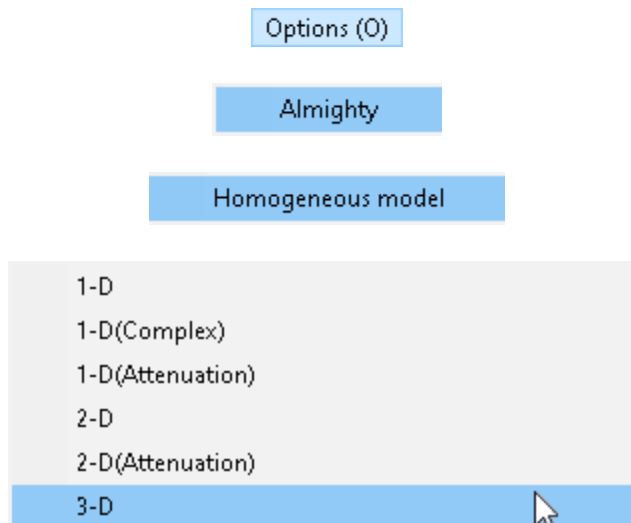 Options (O)
Almighty
Homogeneous model
1-D
1-D(Complex)
1-D(Attenuation)
2-D
2-D(Attenuation)
3-D